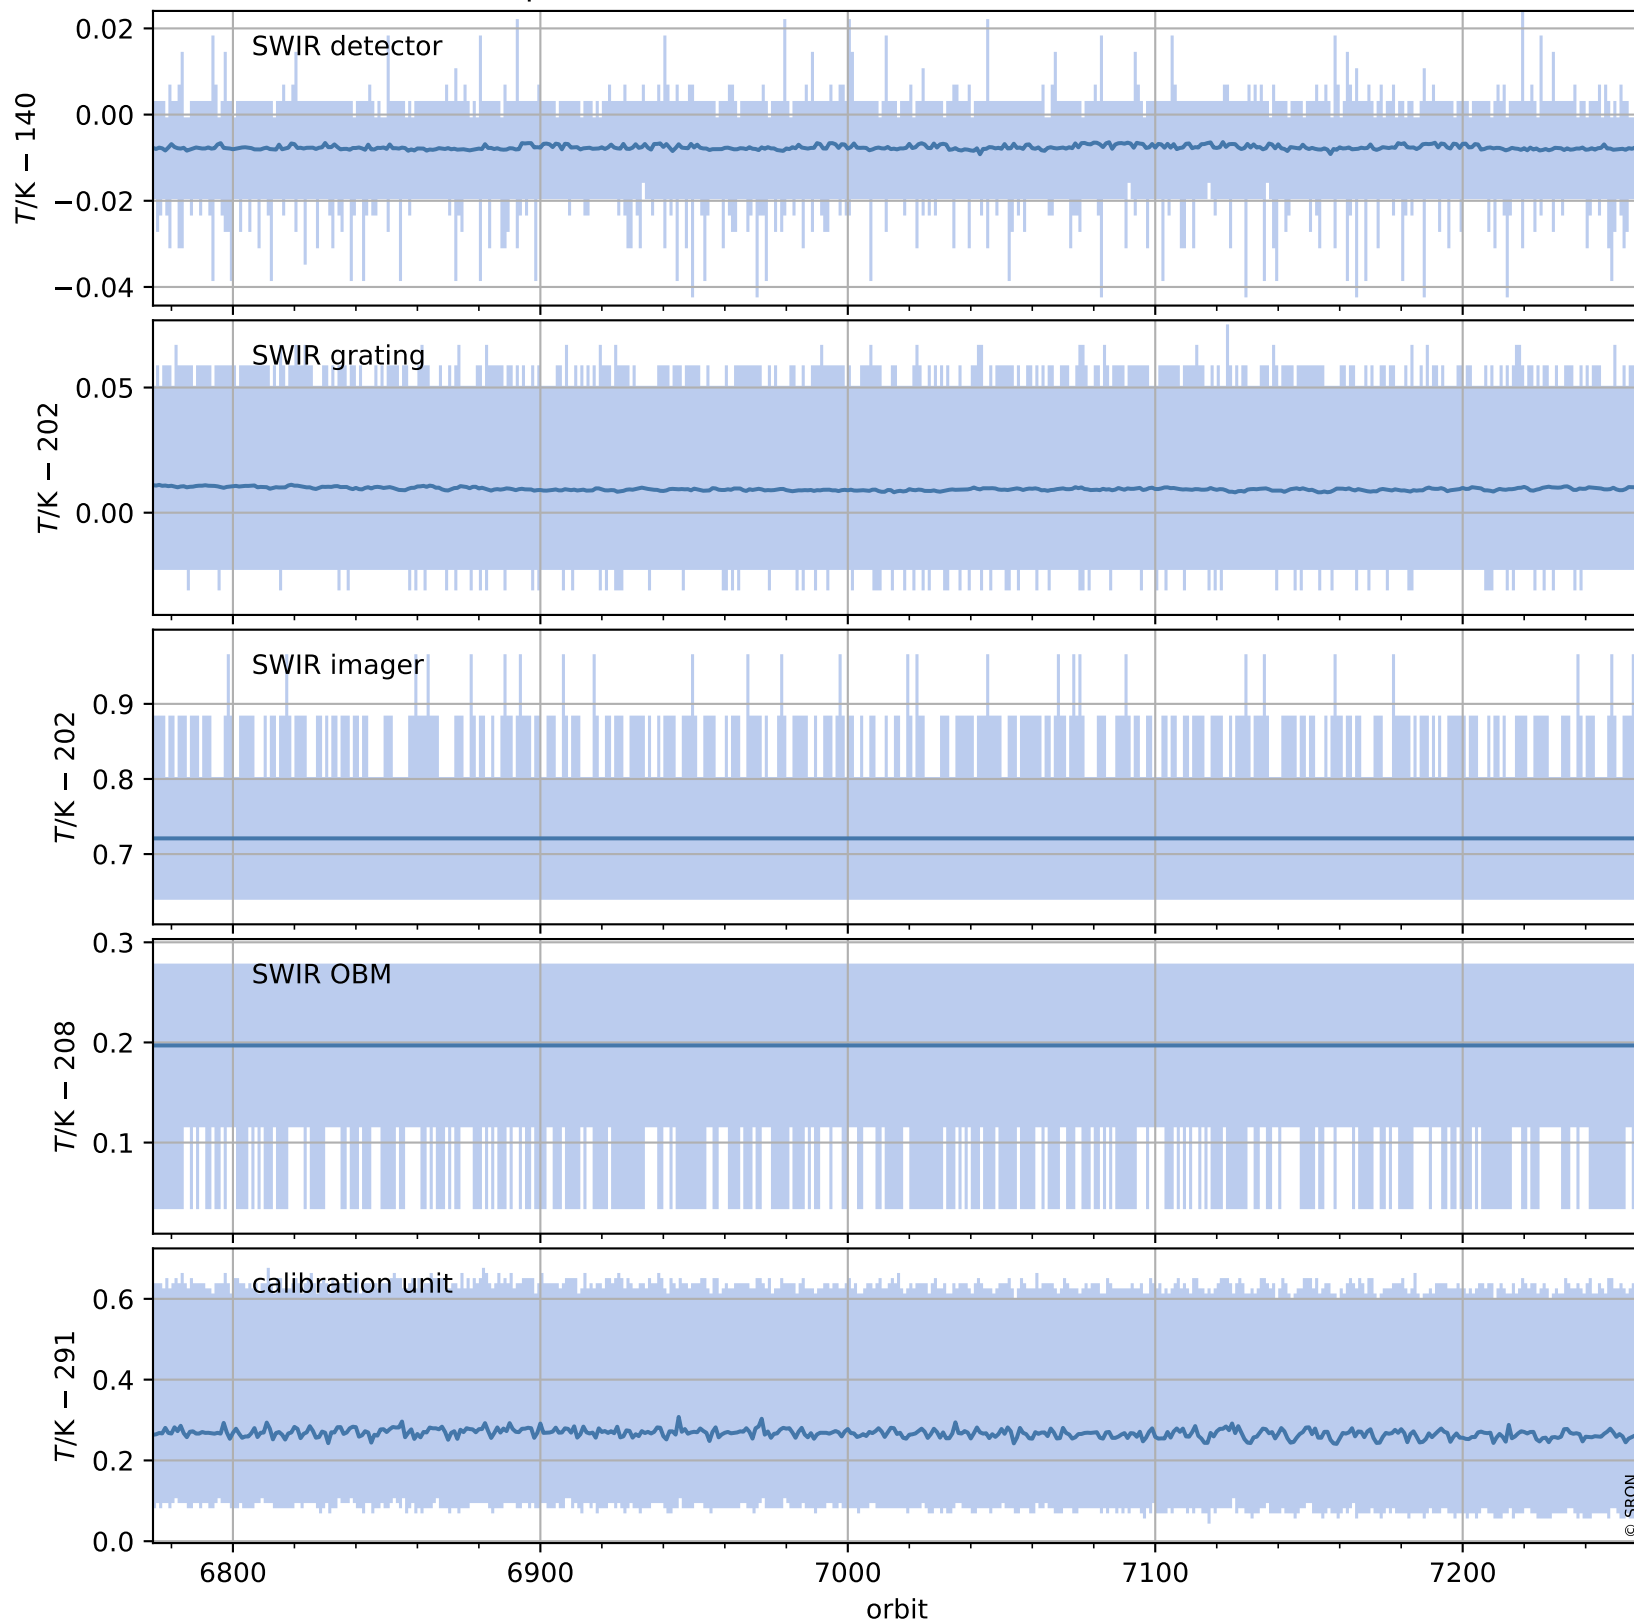 0.02
SWIR detector
0.00
−0.02
−0.04
T/K − 140
SWIR grating
0.05
0.00
T/K − 202
SWIR imager
0.9
0.8
0.7
T/K − 202
0.3
SWIR OBM
0.2
0.1
T/K − 208
calibration unit
0.6
0.4
0.2
0.0
T/K − 291
© SRON
6800 6900 7000 7100 7200
orbit